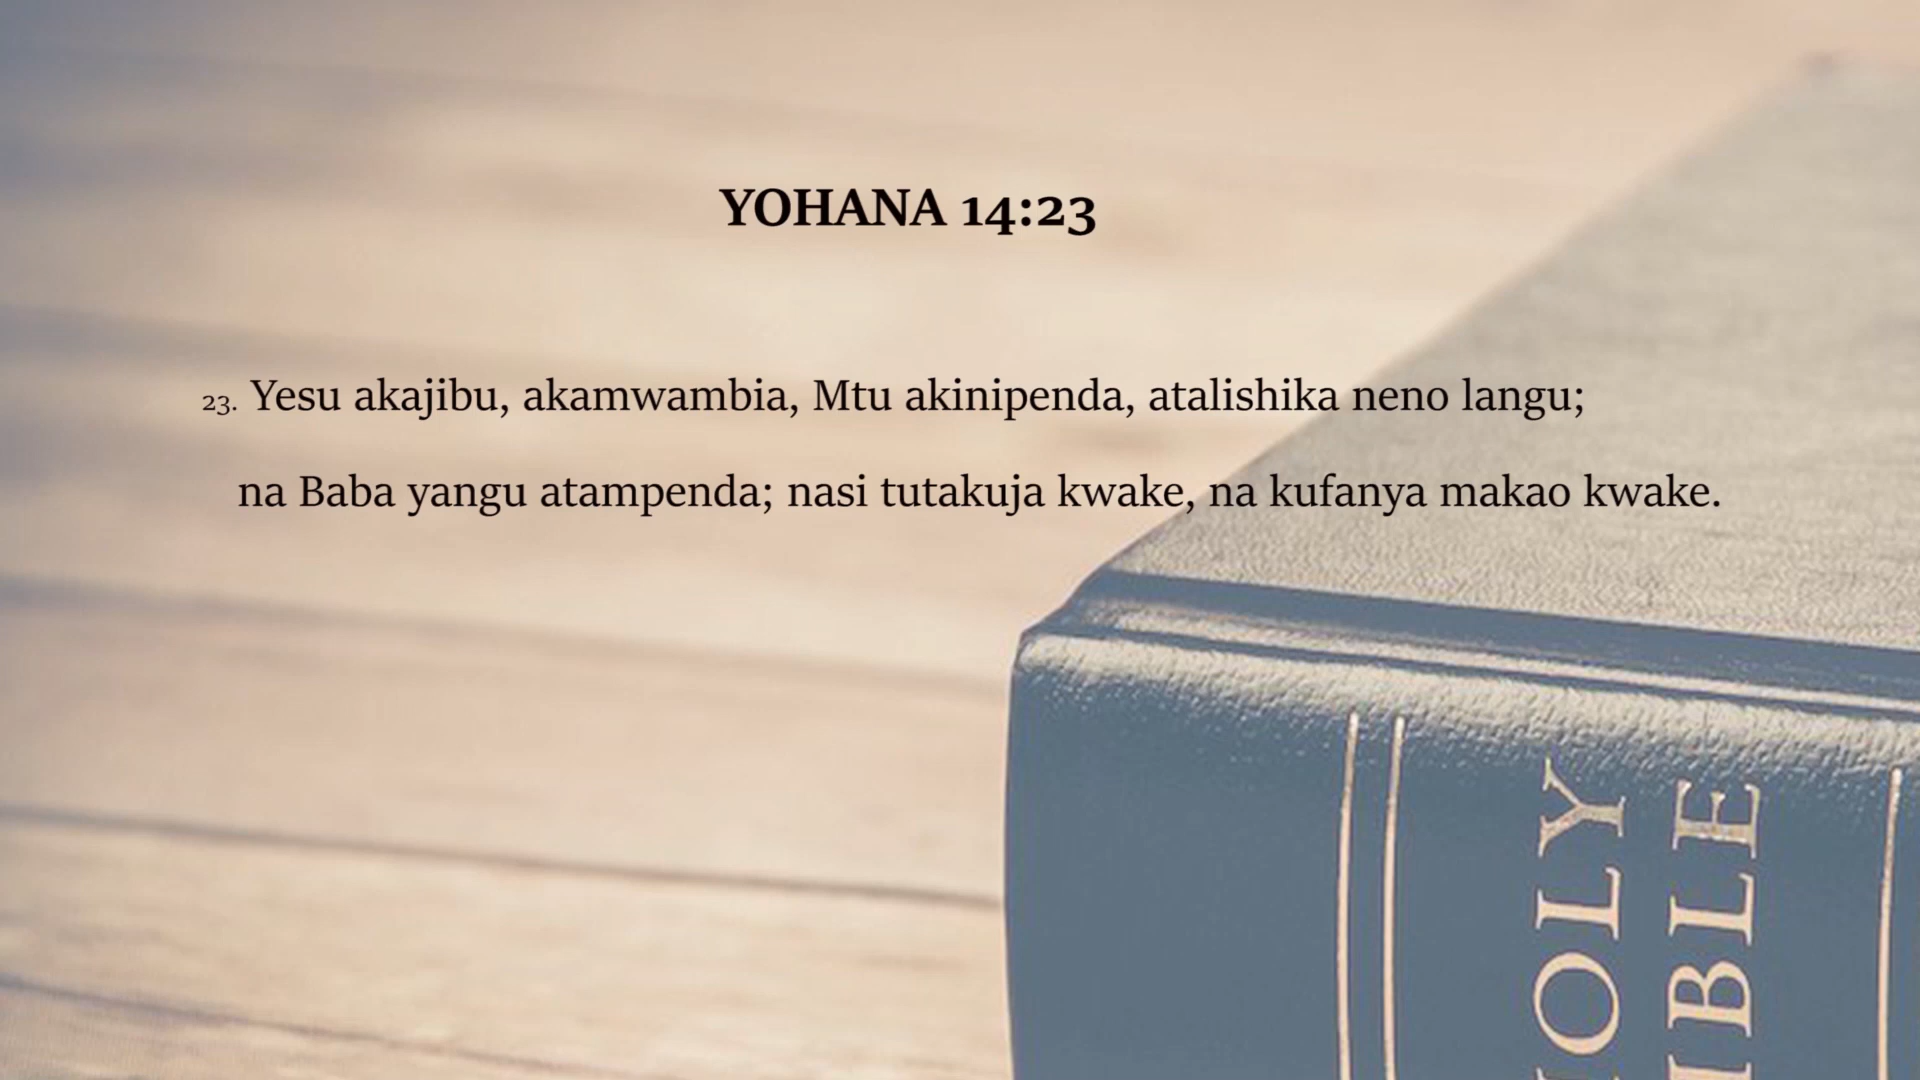 YOHANA 14:23
23. Yesu akajibu, akamwambia, Mtu akinipenda, atalishika neno langu;
na Baba yangu atampenda; nasi tutakuja kwake, na kufanya makao kwake.
OLY
IBLE